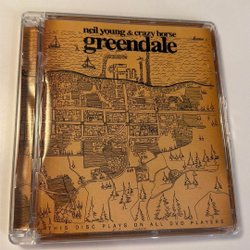 neil young & crazy horse
greendale
THIS DISC PLAYS ON ALL DVD PLAYERS